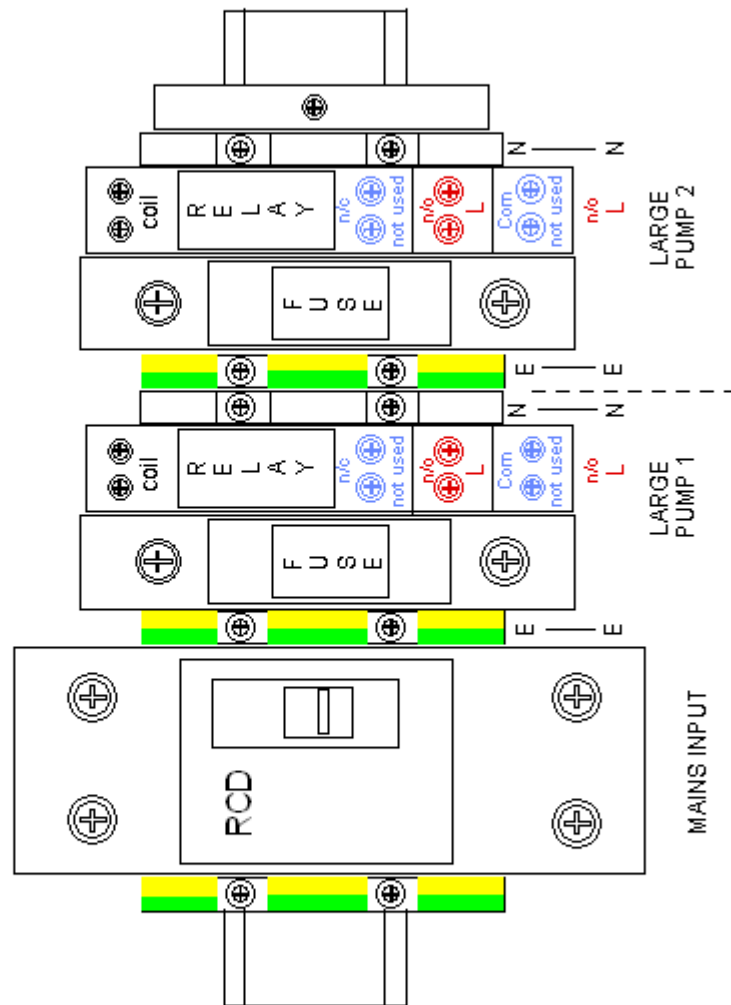 RCD
MAINS INPUT
E
E
FUSE
coil
RELAY
n/c
not used
n/o
L
Com
not used
n/o
L
N
N
LARGE
PUMP 1
E
E
FUSE
coil
RELAY
n/c
not used
n/o
L
Com
not used
n/o
L
N
N
LARGE
PUMP 2